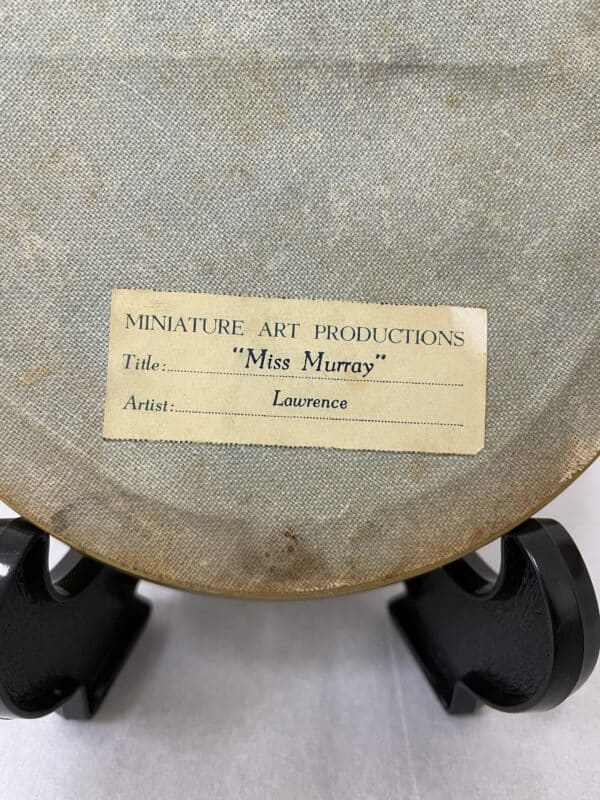 MINIATURE ART PRODUCTIONS
Title: "Miss Murray"
Artist: Lawrence